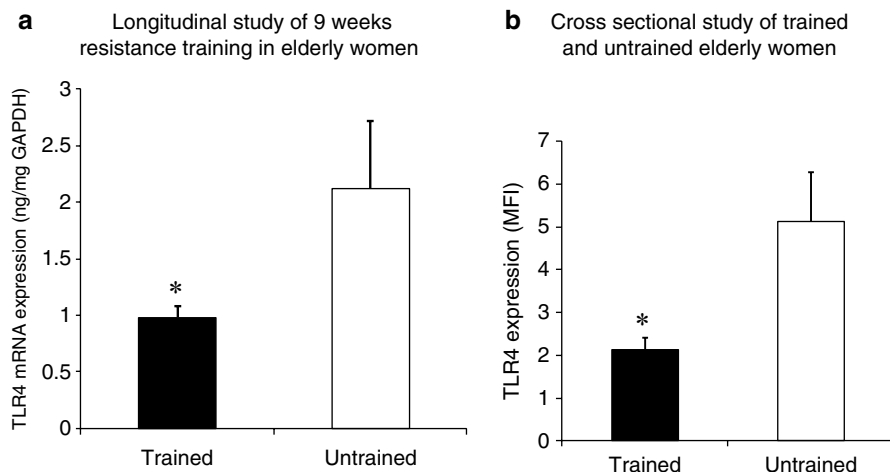 a
Longitudinal study of 9 weeks
resistance training in elderly women
TLR4 mRNA expression (ng/mg GAPDH)
3
2.5
2
1.5
1
0.5
0
*
Trained
Untrained
b
Cross sectional study of trained
and untrained elderly women
TLR4 expression (MFI)
7
6
5
4
3
2
1
0
*
Trained
Untrained